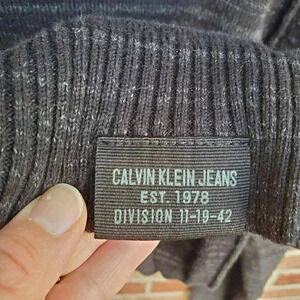 CALVIN KLEIN JEANS
EST. 1978
DIVISION 11-19-42